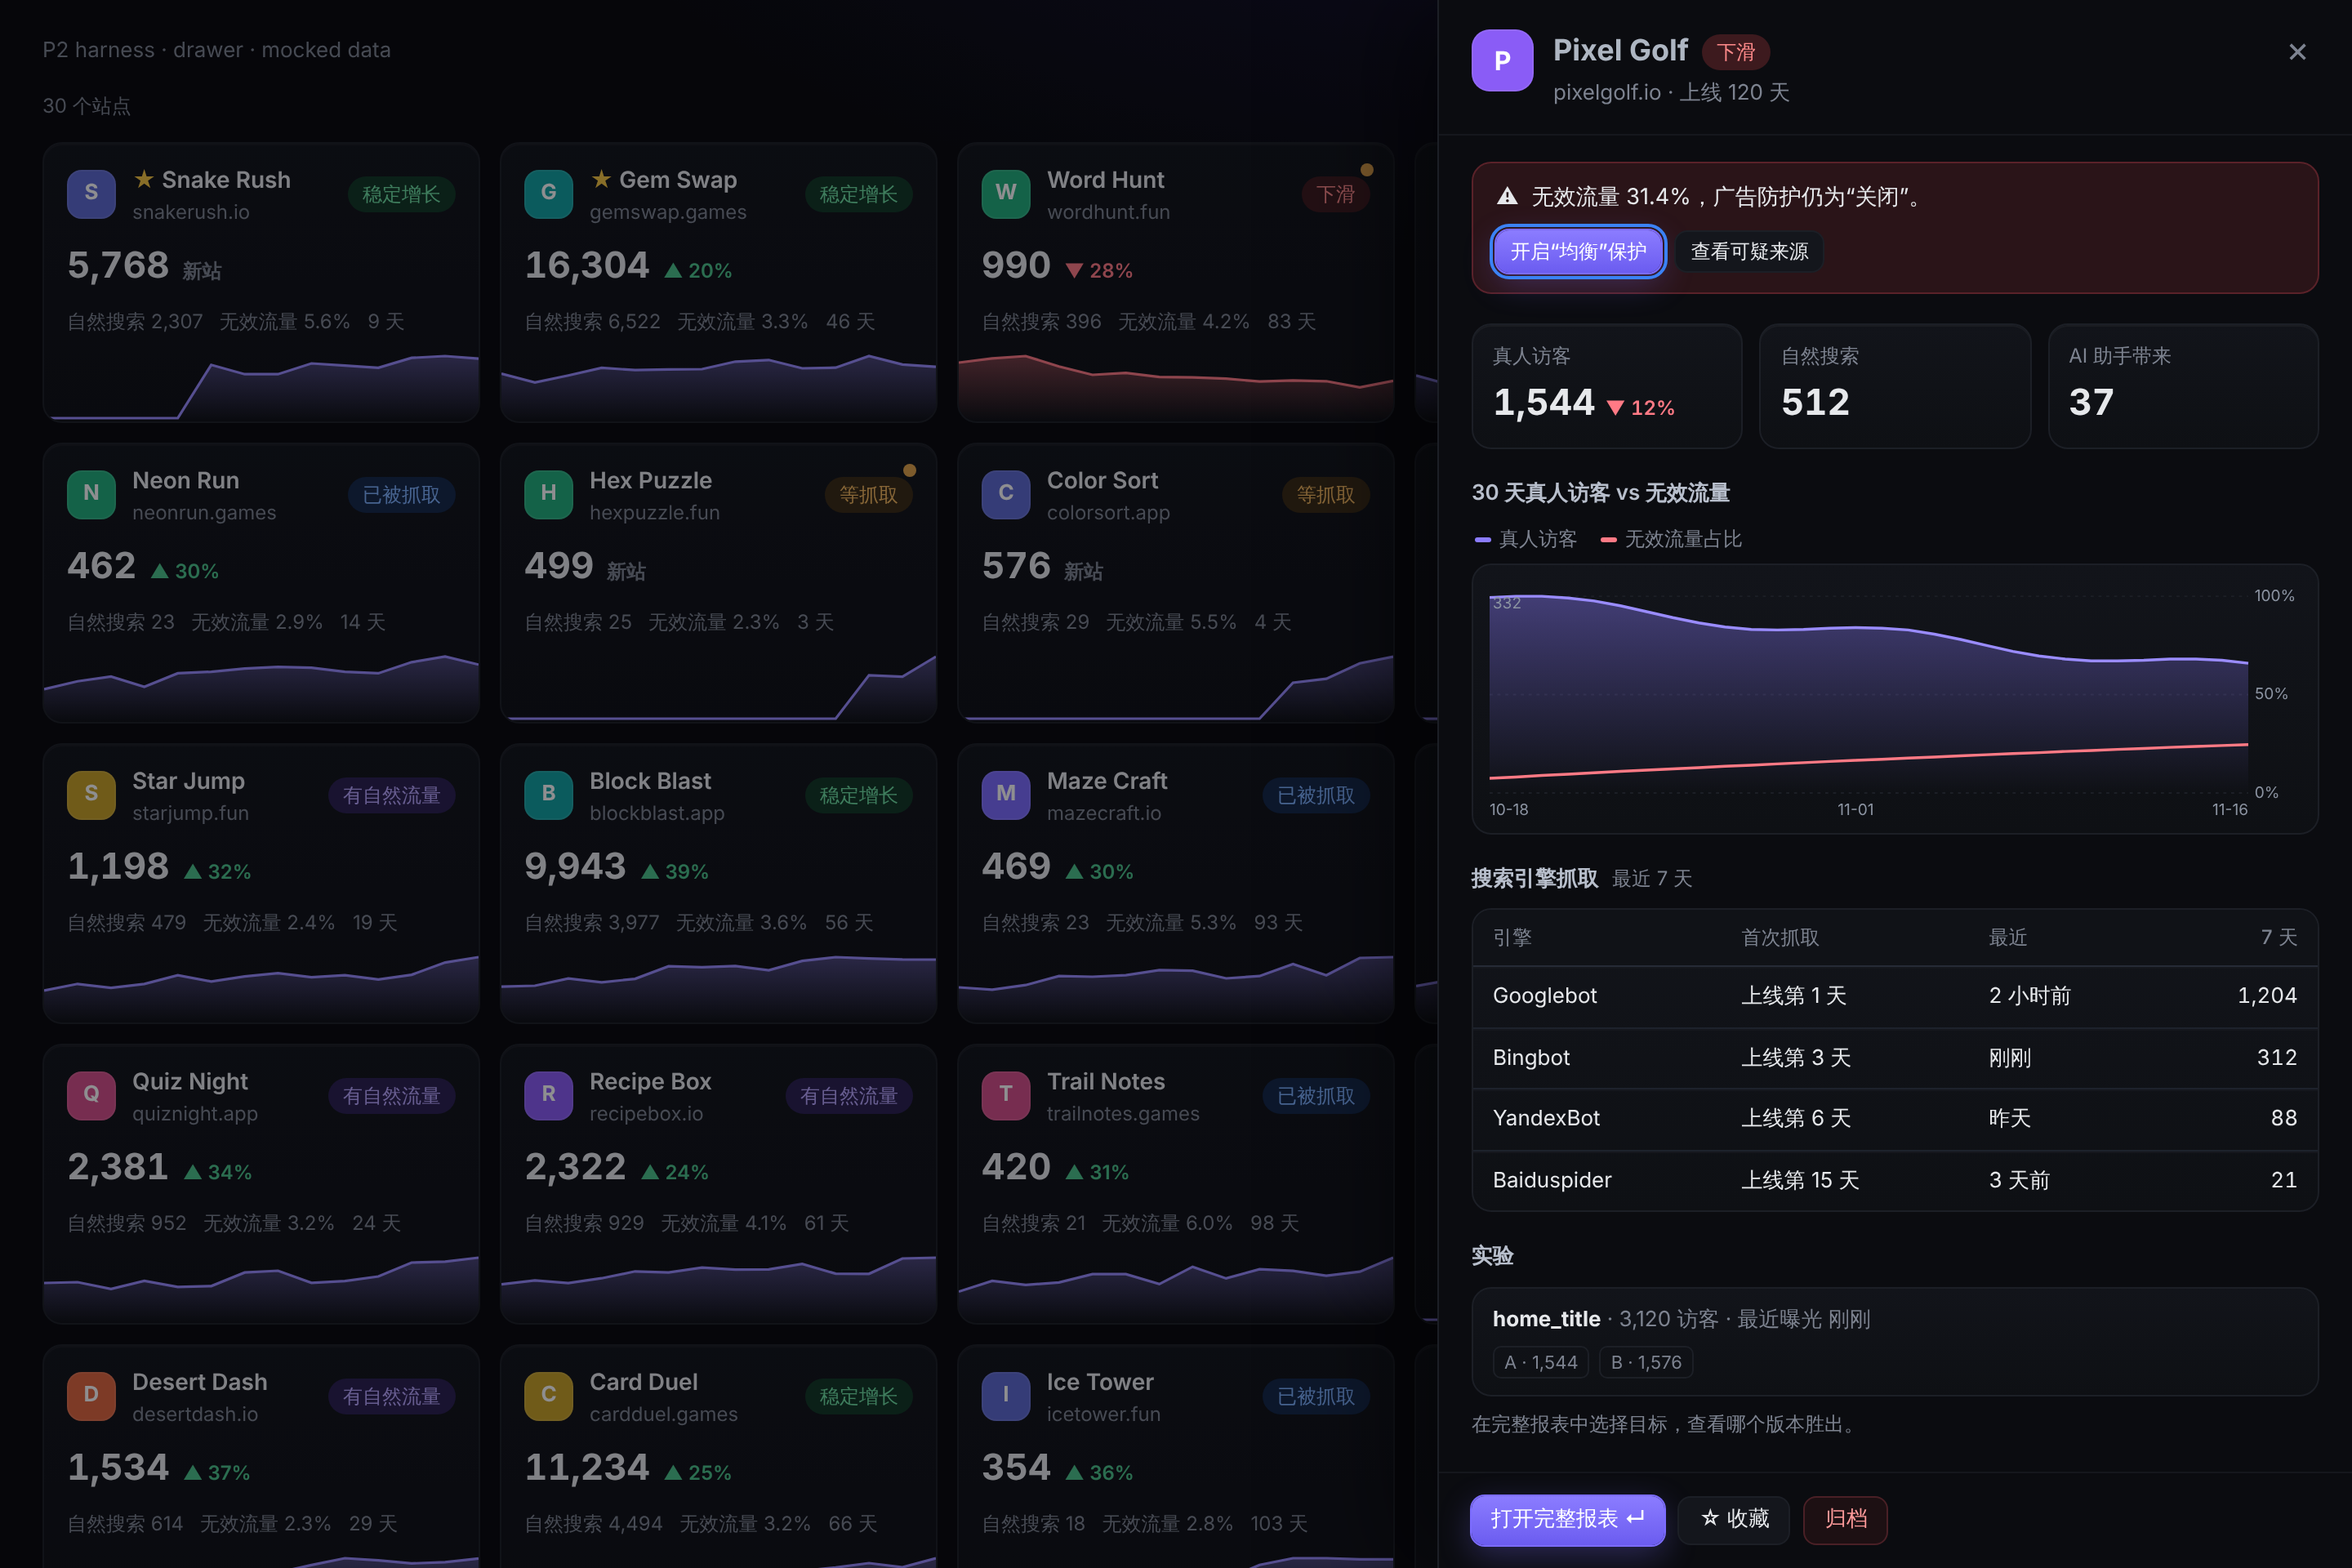 P2 harness · drawer · mocked data
30 个站点
S
★ Snake Rush
snakerush.io
稳定增长
5,768 新站
自然搜索 2,307 无效流量 5.6% 9 天
G
★ Gem Swap
gemswap.games
稳定增长
16,304 ▲ 20%
自然搜索 6,522 无效流量 3.3% 46 天
W
Word Hunt
wordhunt.fun
下滑
990 ▼ 28%
自然搜索 396 无效流量 4.2% 83 天
N
Neon Run
neonrun.games
已被抓取
462 ▲ 30%
自然搜索 23 无效流量 2.9% 14 天
H
Hex Puzzle
hexpuzzle.fun
等抓取
499 新站
自然搜索 25 无效流量 2.3% 3 天
C
Color Sort
colorsort.app
等抓取
576 新站
自然搜索 29 无效流量 5.5% 4 天
S
Star Jump
starjump.fun
有自然流量
1,198 ▲ 32%
自然搜索 479 无效流量 2.4% 19 天
B
Block Blast
blockblast.app
稳定增长
9,943 ▲ 39%
自然搜索 3,977 无效流量 3.6% 56 天
M
Maze Craft
mazecraft.io
已被抓取
469 ▲ 30%
自然搜索 23 无效流量 5.3% 93 天
Q
Quiz Night
quiznight.app
有自然流量
2,381 ▲ 34%
自然搜索 952 无效流量 3.2% 24 天
R
Recipe Box
recipebox.io
有自然流量
2,322 ▲ 24%
自然搜索 929 无效流量 4.1% 61 天
T
Trail Notes
trailnotes.games
已被抓取
420 ▲ 31%
自然搜索 21 无效流量 6.0% 98 天
D
Desert Dash
desertdash.io
有自然流量
1,534 ▲ 37%
自然搜索 614 无效流量 2.3% 29 天
C
Card Duel
cardduel.games
稳定增长
11,234 ▲ 25%
自然搜索 4,494 无效流量 3.2% 66 天
I
Ice Tower
icetower.fun
已被抓取
354 ▲ 36%
自然搜索 18 无效流量 2.8% 103 天
P
Pixel Golf 下滑
pixelgolf.io · 上线 120 天
✕
⚠ 无效流量 31.4%，广告防护仍为“关闭”。
开启“均衡”保护 查看可疑来源
真人访客
1,544 ▼ 12%
自然搜索
512
AI 助手带来
37
30 天真人访客 vs 无效流量
真人访客 无效流量占比
332
100%
50%
0%
10-18 11-01 11-16
搜索引擎抓取 最近 7 天
引擎 首次抓取 最近 7 天
Googlebot 上线第 1 天 2 小时前 1,204
Bingbot 上线第 3 天 刚刚 312
YandexBot 上线第 6 天 昨天 88
Baiduspider 上线第 15 天 3 天前 21
实验
home_title · 3,120 访客 · 最近曝光 刚刚
A · 1,544 B · 1,576
在完整报表中选择目标，查看哪个版本胜出。
打开完整报表 ↵ ☆ 收藏 归档